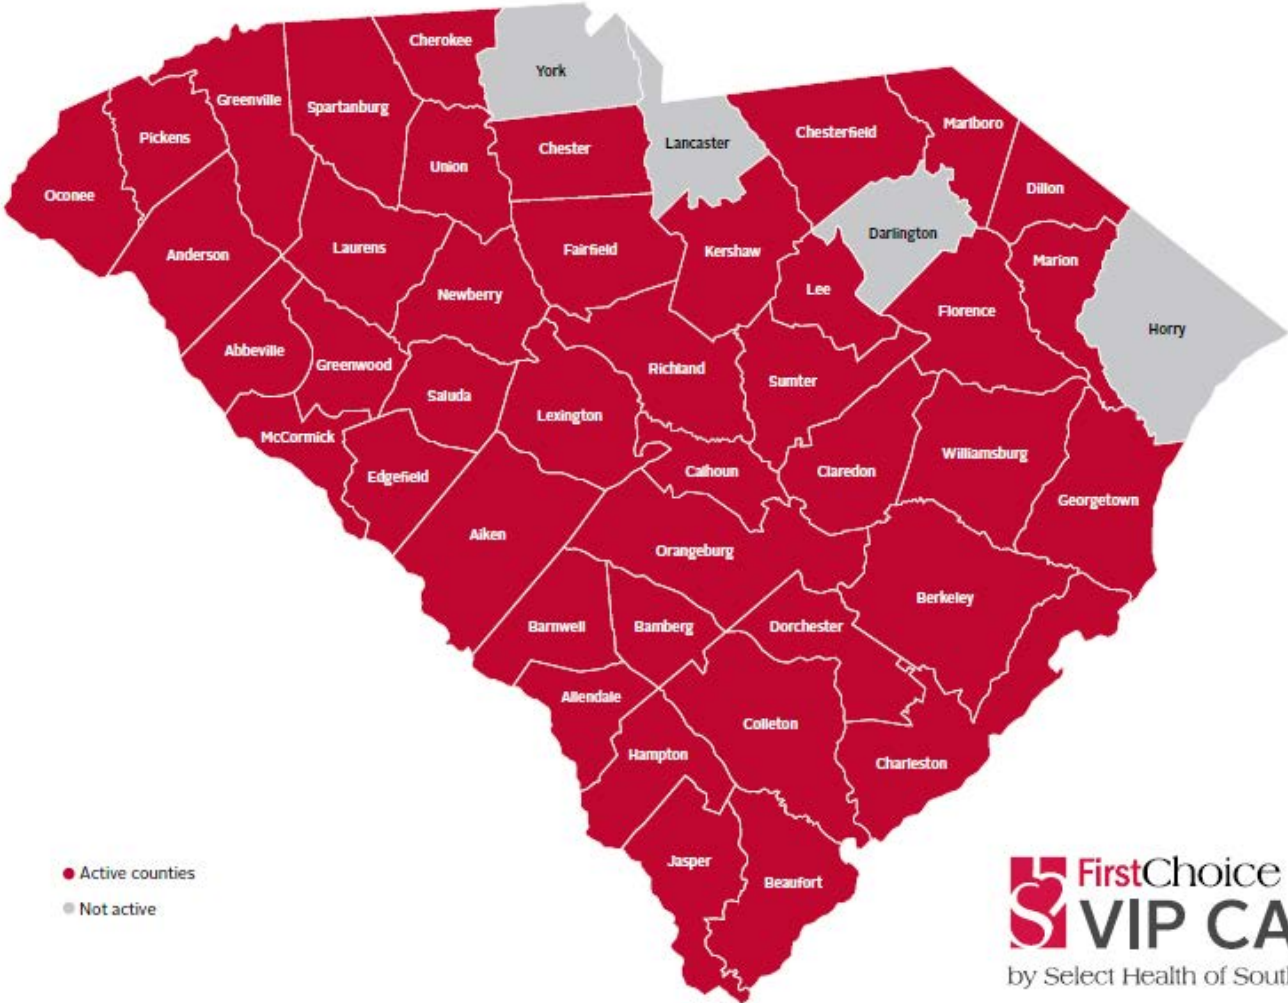 Cherokee
York
Greenville
Spartanburg
Pickens
Union
Chester
Lancaster
Chesterfield
Marlboro
Oconee
Dillon
Anderson
Laurens
Fairfield
Kershaw
Darlington
Marion
Newberry
Lee
Florence
Horry
Abbeville
Greenwood
Richland
Sumter
Saluda
Lexington
McCormick
Edgefield
Calhoun
Claredon
Williamsburg
Georgetown
Aiken
Orangeburg
Berkeley
Barnwell
Bamberg
Dorchester
Allendale
Colleton
Hampton
Charleston
Jasper
Beaufort
Active counties
Not active
FirstChoice
VIP CA
by Select Health of Sout